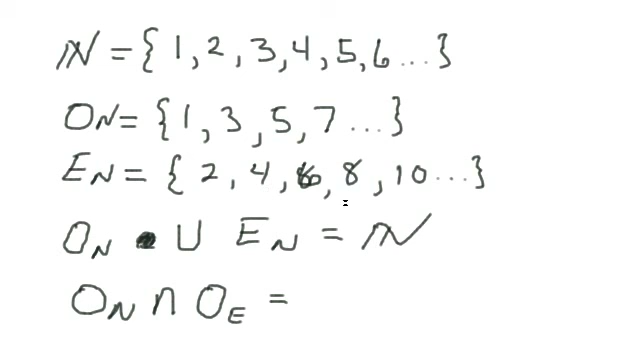 ℕ = { 1, 2, 3, 4, 5, 6 ... }
O_N = { 1, 3, 5, 7 ... }
E_N = { 2, 4, 6, 8, 10 ... }
O_N ∪ E_N = ℕ
O_N ∩ O_E =